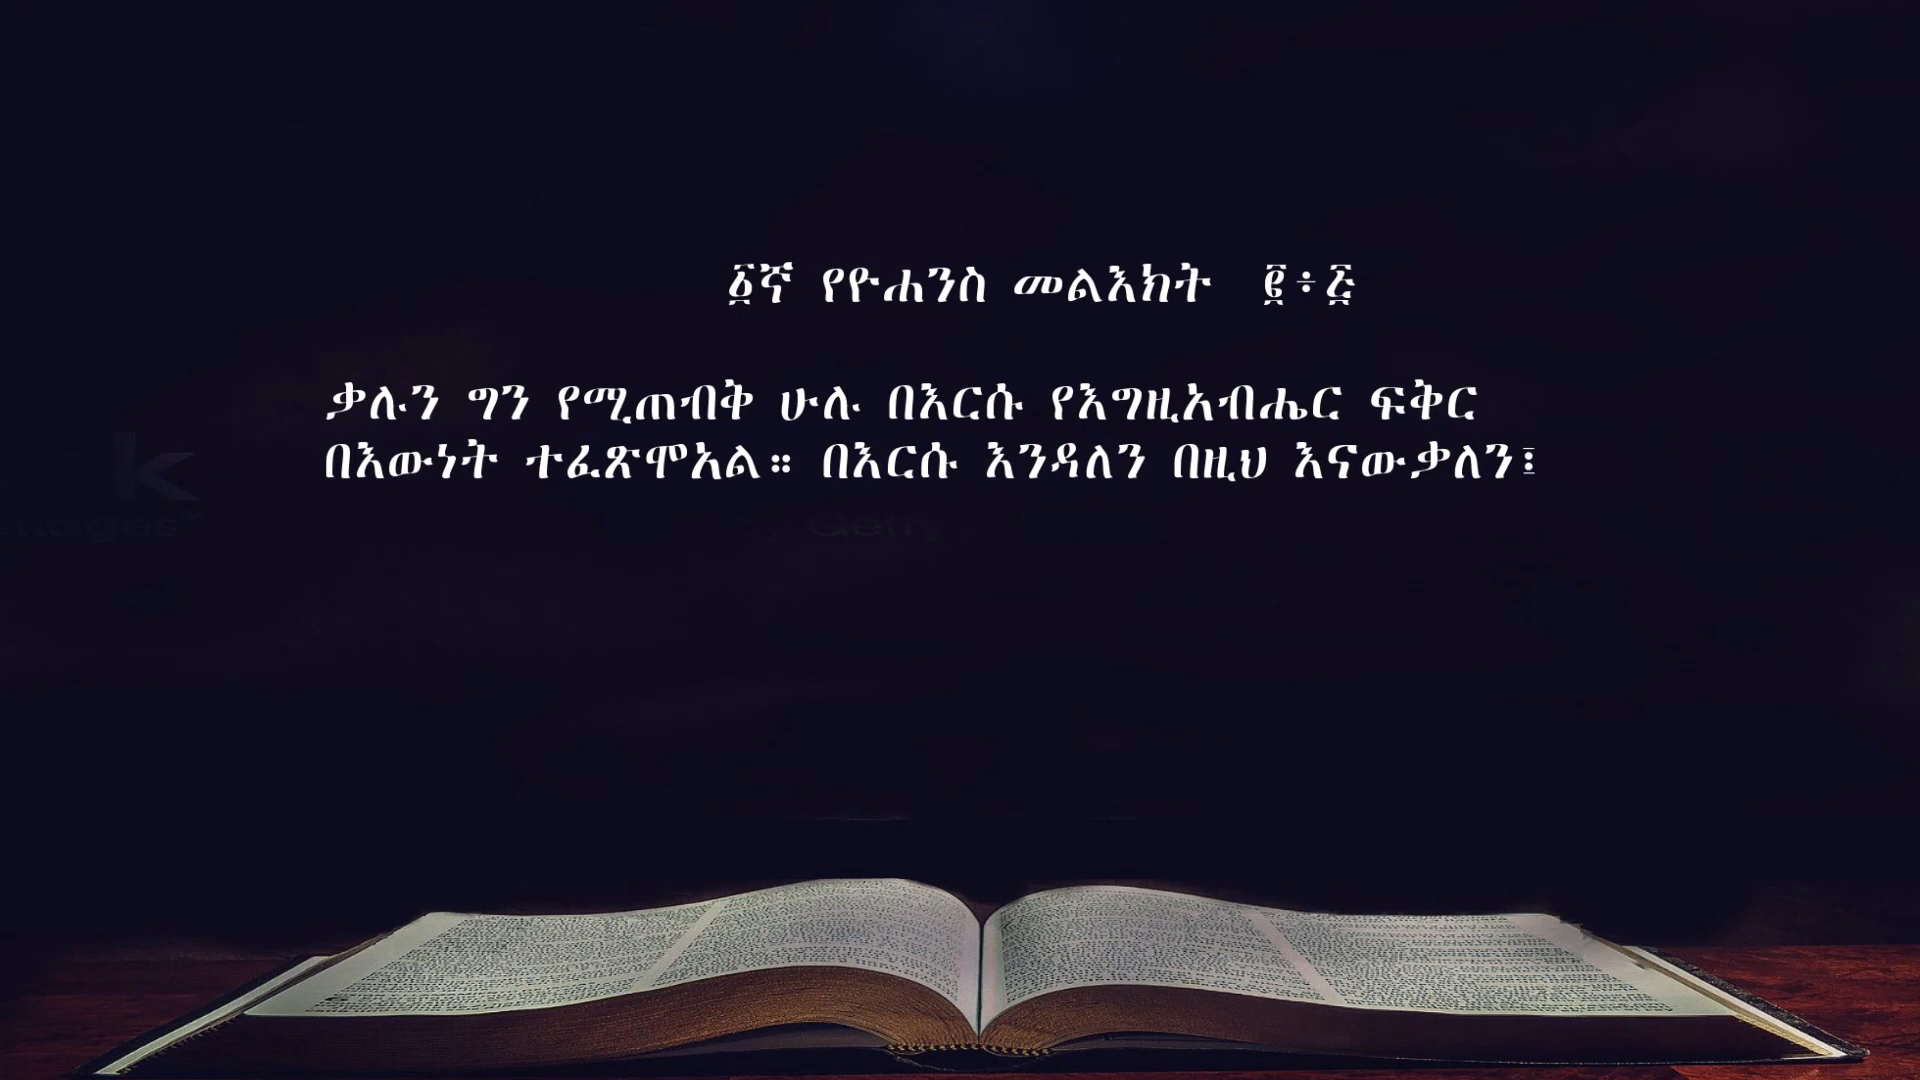 ፩ኛ የዮሐንስ መልእክት ፪፥፭
ቃሉን ግን የሚጠብቅ ሁሉ በእርሱ የእግዚአብሔር ፍቅር
በእውነት ተፈጽሞአል። በእርሱ እንዳለን በዚህ እናውቃለን፤